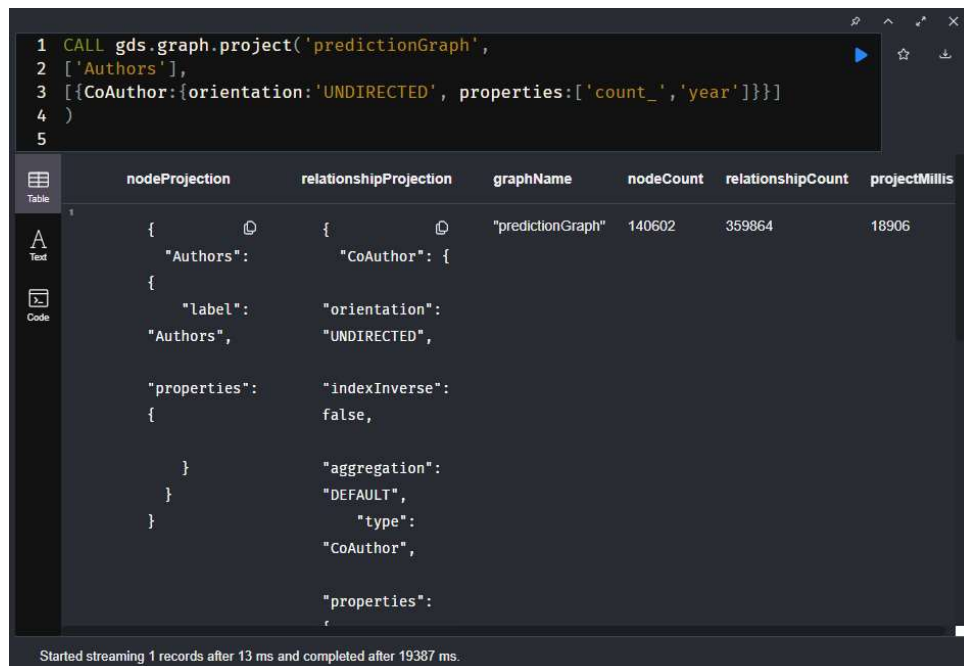 1 CALL gds.graph.project('predictionGraph',
2 ['Authors'],
3 [{CoAuthor:{orientation:'UNDIRECTED', properties:['count_','year']}}]
4 )
5
Table
Text
Code
nodeProjection relationshipProjection graphName nodeCount relationshipCount projectMillis
1
{
"Authors":
{
"label":
"Authors",
"properties":
{
}
}
}
{
"CoAuthor": {
"orientation":
"UNDIRECTED",
"indexInverse":
false,
"aggregation":
"DEFAULT",
"type":
"CoAuthor",
"properties":
{
"predictionGraph" 140602 359864 18906
Started streaming 1 records after 13 ms and completed after 19387 ms.